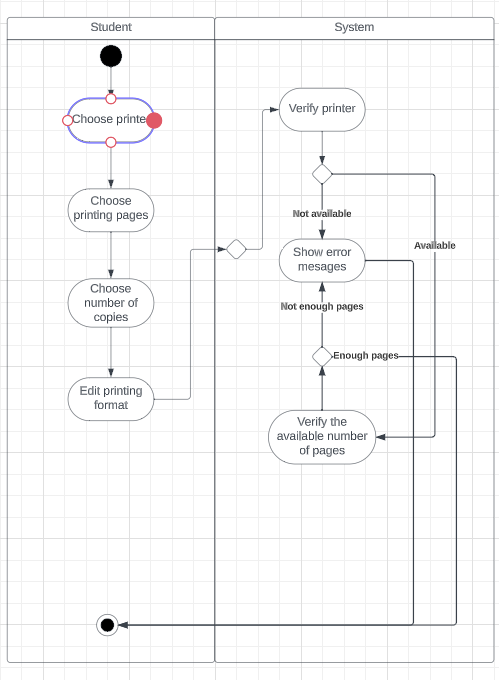 Student
System
Choose printe
Choose
printing pages
Choose
number of
copies
Edit printing
format
Verify printer
Not available
Available
Show error
mesages
Not enough pages
Enough pages
Verify the
available number
of pages